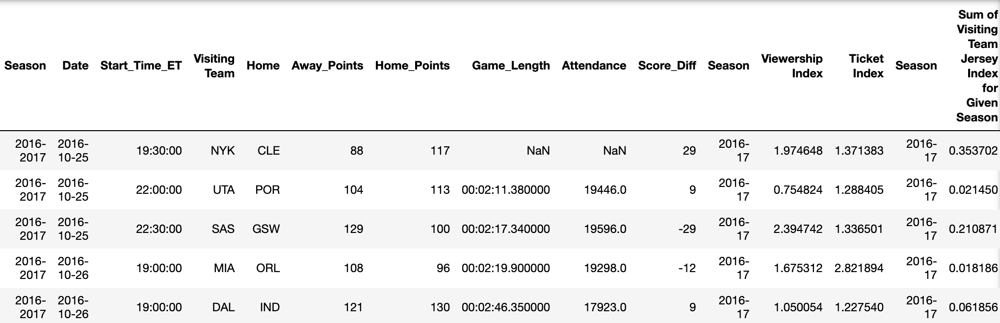 Season Date Start_Time_ET Visiting Team Home Away_Points Home_Points Game_Length Attendance Score_Diff Season Viewership Index Ticket Index Season Sum of Visiting Team Jersey Index for Given Season
2016-2017 2016-10-25 19:30:00 NYK CLE 88 117 NaN NaN 29 2016-17 1.974648 1.371383 2016-17 0.353702
2016-2017 2016-10-25 22:00:00 UTA POR 104 113 00:02:11.380000 19446.0 9 2016-17 0.754824 1.288405 2016-17 0.021450
2016-2017 2016-10-25 22:30:00 SAS GSW 129 100 00:02:17.340000 19596.0 -29 2016-17 2.394742 1.336501 2016-17 0.210871
2016-2017 2016-10-26 19:00:00 MIA ORL 108 96 00:02:19.900000 19298.0 -12 2016-17 1.675312 2.821894 2016-17 0.018186
2016-2017 2016-10-26 19:00:00 DAL IND 121 130 00:02:46.350000 17923.0 9 2016-17 1.050054 1.227540 2016-17 0.061856